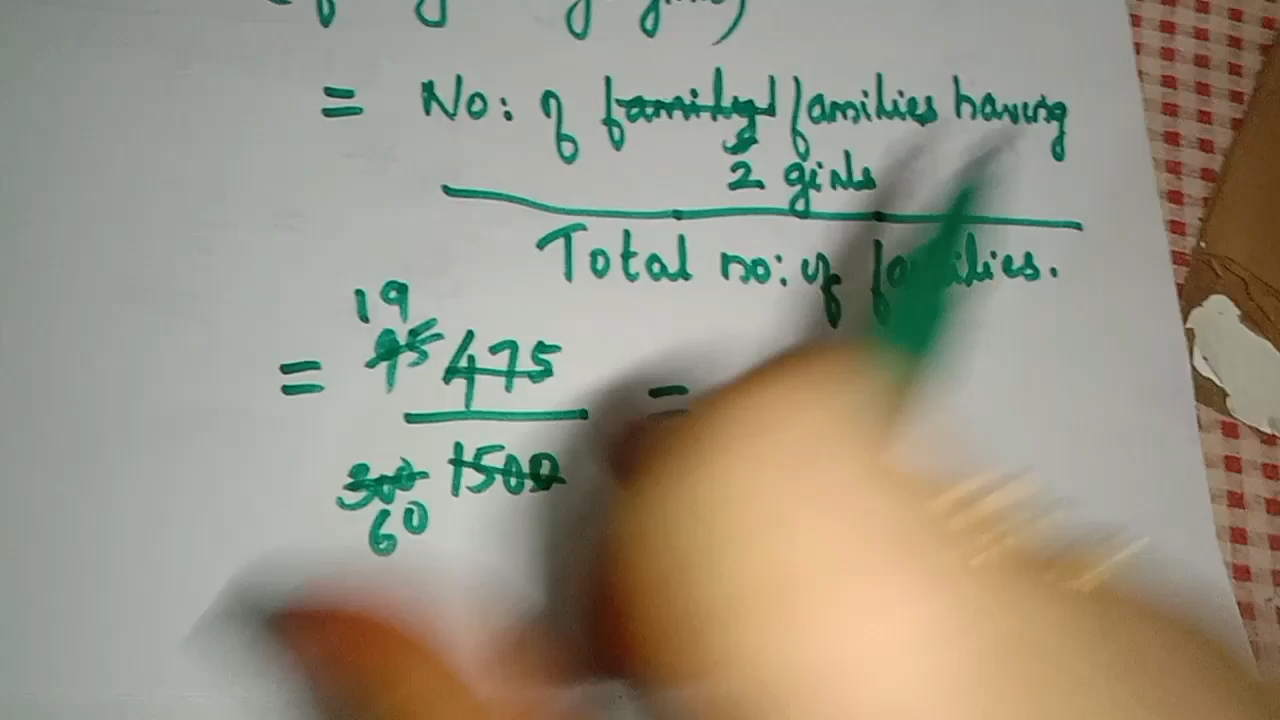 = No: of family families having
2 girls
Total no: of families.
19
= 95 475 =
300 1500
60